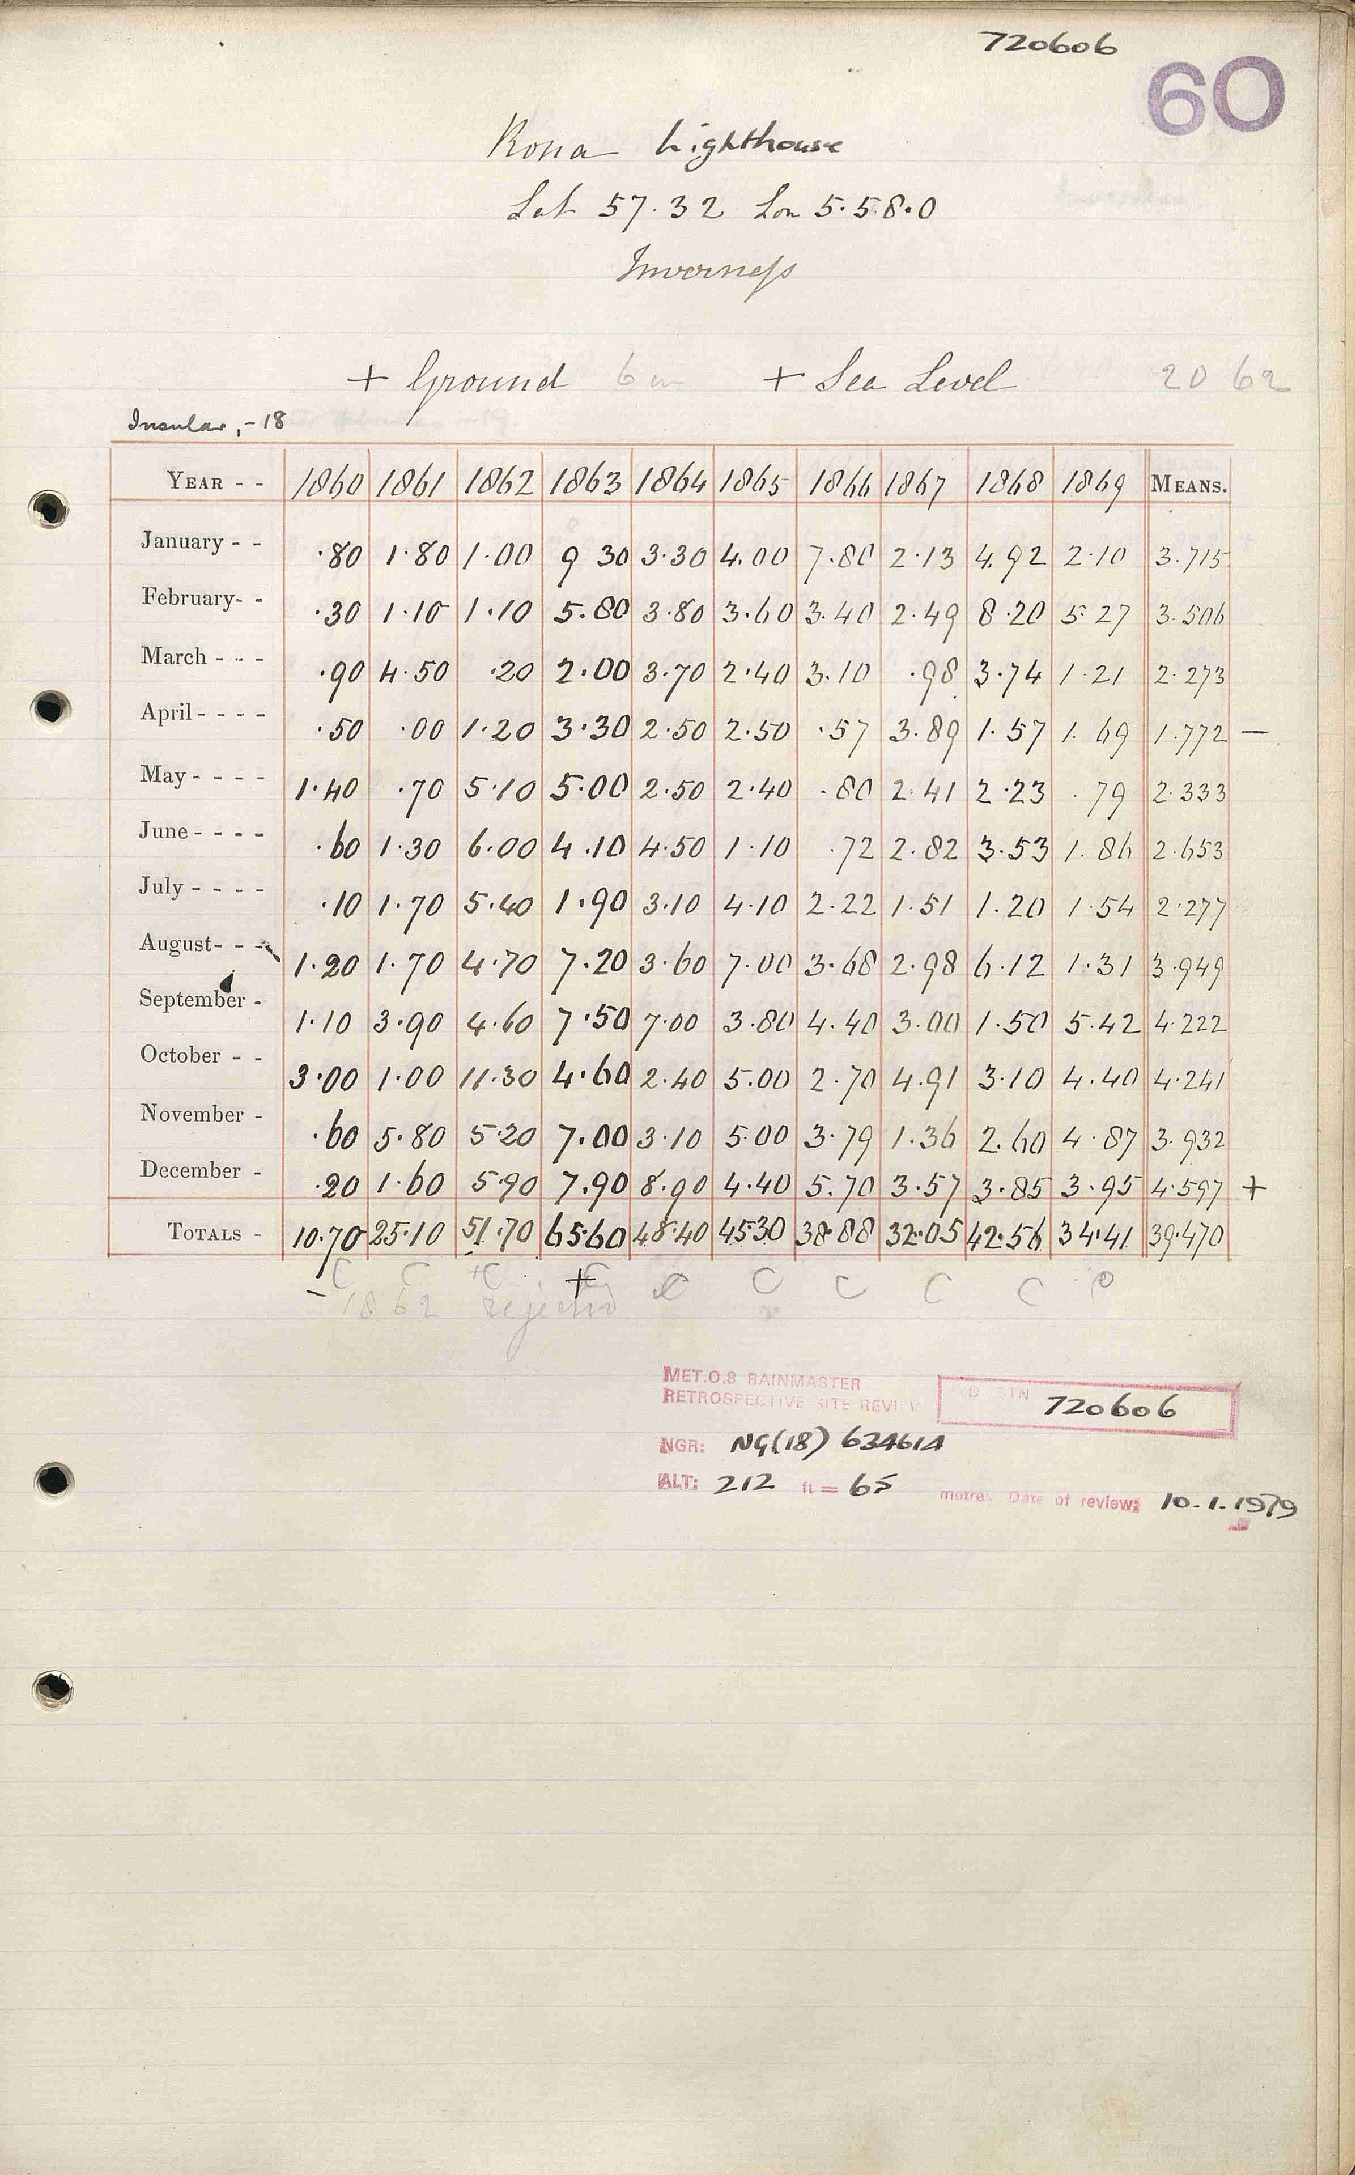 720606
60
Rona Lighthouse
Lat 57.32 Lon 5.58.0
Inverness
+ Ground 6 in + Sea Level 20 62
Insular, -18
YEAR - - 1860 1861 1862 1863 1864 1865 1866 1867 1868 1869 MEANS.
January - - .80 1.80 1.00 9 30 3.30 4.00 7.80 2.13 4.92 2.10 3.715
February- - .30 1.10 1.10 5.80 3.80 3.60 3.40 2.49 8.20 5.27 3.506
March - - - .90 4.50 .20 2.00 3.70 2.40 3.10 .98 3.74 1.21 2.273
April - - - - .50 .00 1.20 3.30 2.50 2.50 .57 3.89 1.57 1.69 1.772 —
May - - - - 1.40 .70 5.10 5.00 2.50 2.40 .80 2.41 2.23 .79 2.333
June - - - - .60 1.30 6.00 4.10 4.50 1.10 .72 2.82 3.53 1.86 2.653
July - - - - .10 1.70 5.40 1.90 3.10 4.10 2.22 1.51 1.20 1.54 2.277
August- - - 1.20 1.70 4.70 7.20 3.60 7.00 3.68 2.98 6.12 1.31 3.949
September - 1.10 3.90 4.60 7.50 7.00 3.80 4.40 3.00 1.50 5.42 4.222
October - - 3.00 1.00 11.30 4.60 2.40 5.00 2.70 4.91 3.10 4.40 4.241
November - .60 5.80 5.20 7.00 3.10 5.00 3.79 1.36 2.60 4.87 3.932
December - .20 1.60 5.90 7.90 8.90 4.40 5.70 3.57 3.85 3.95 4.597 +
TOTALS - 10.70 25.10 51.70 65.60 48.40 45.30 38.88 32.05 42.56 34.41 39.470
C C C C C C C C C
- 1862 rejected +
MET.O.8 RAINMASTER
RETROSPECTIVE SITE REVIEW
STN 720606
NGR: NG(18) 634614
ALT: 212 ft = 65 metres Date of review: 10.1.1979